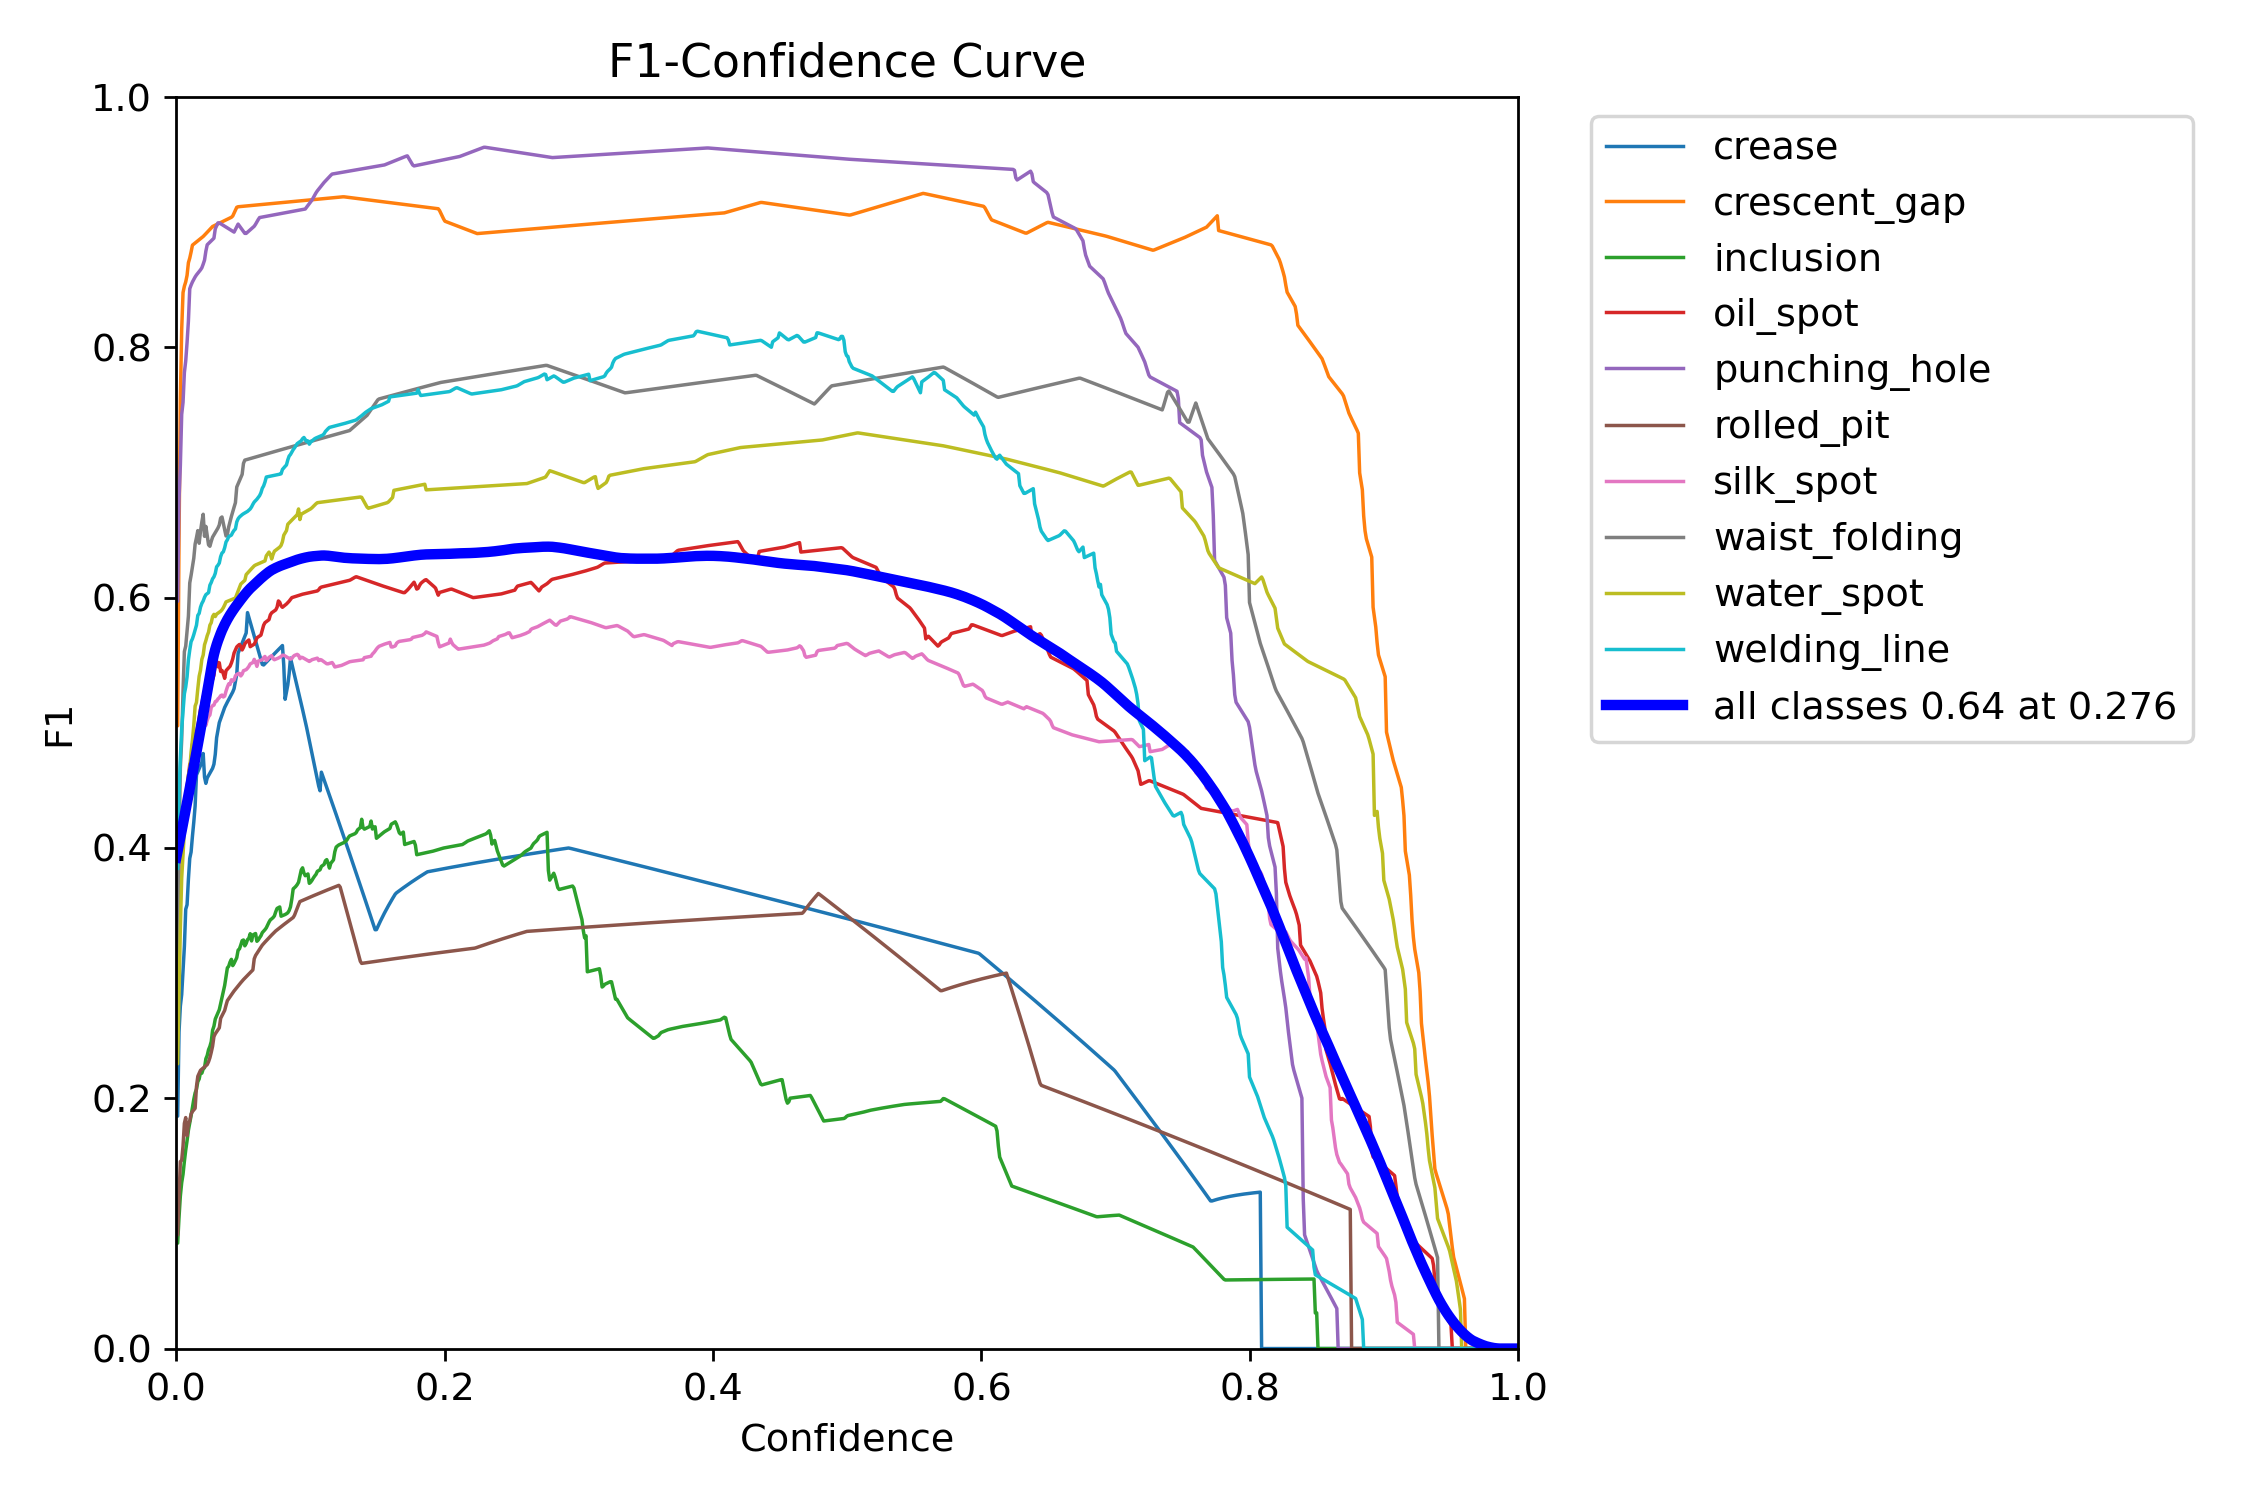 F1-Confidence Curve
1.0
0.8
0.6
0.4
0.2
0.0
F1
0.0 0.2 0.4 0.6 0.8 1.0
Confidence
crease
crescent_gap
inclusion
oil_spot
punching_hole
rolled_pit
silk_spot
waist_folding
water_spot
welding_line
all classes 0.64 at 0.276